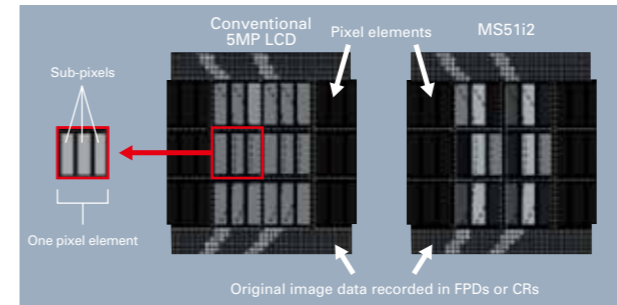 Conventional
5MP LCD
Pixel elements
MS51i2
Sub-pixels
One pixel element
Original image data recorded in FPDs or CRs